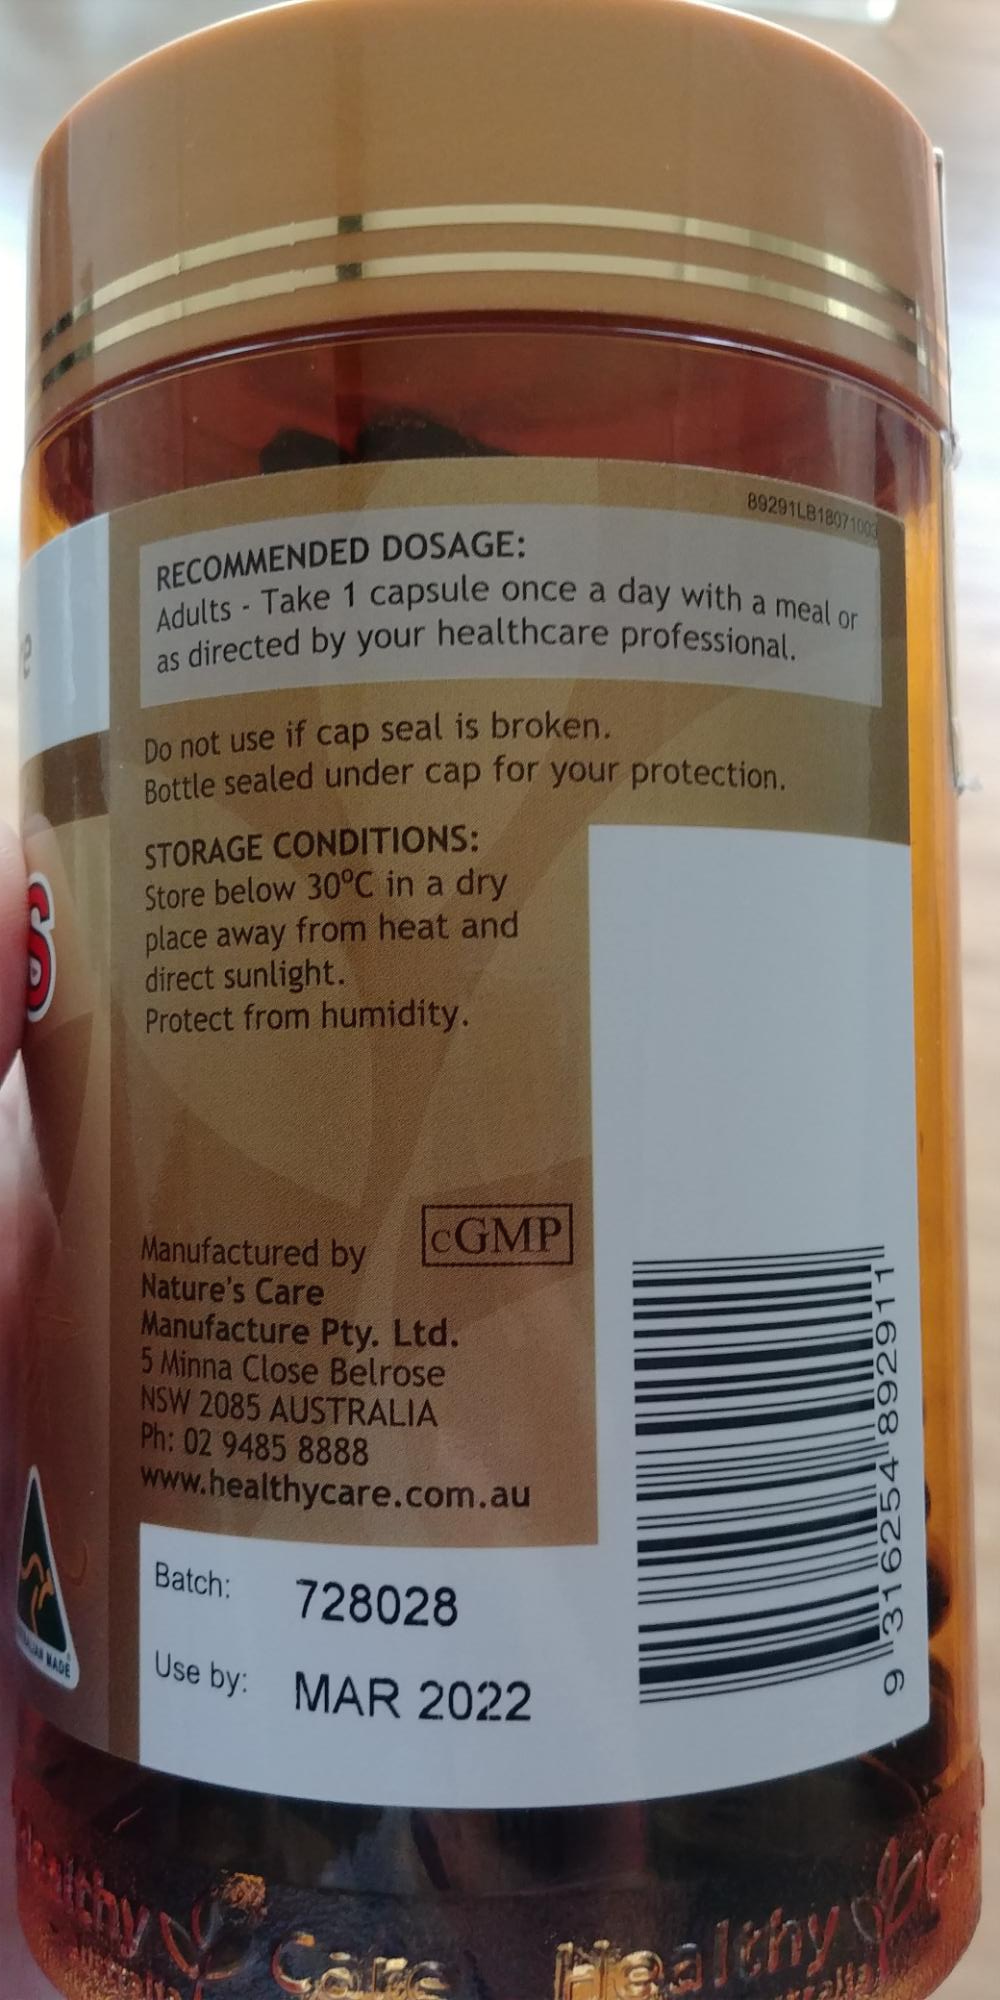 89291LB18071003
RECOMMENDED DOSAGE:
Adults - Take 1 capsule once a day with a meal or
as directed by your healthcare professional.
Do not use if cap seal is broken.
Bottle sealed under cap for your protection.
STORAGE CONDITIONS:
Store below 30ºC in a dry
place away from heat and
direct sunlight.
Protect from humidity.
cGMP
Manufactured by
Nature's Care
Manufacture Pty. Ltd.
5 Minna Close Belrose
NSW 2085 AUSTRALIA
Ph: 02 9485 8888
www.healthycare.com.au
Batch: 728028
Use by: MAR 2022
9 316254 892911
MADE
Care Healthy